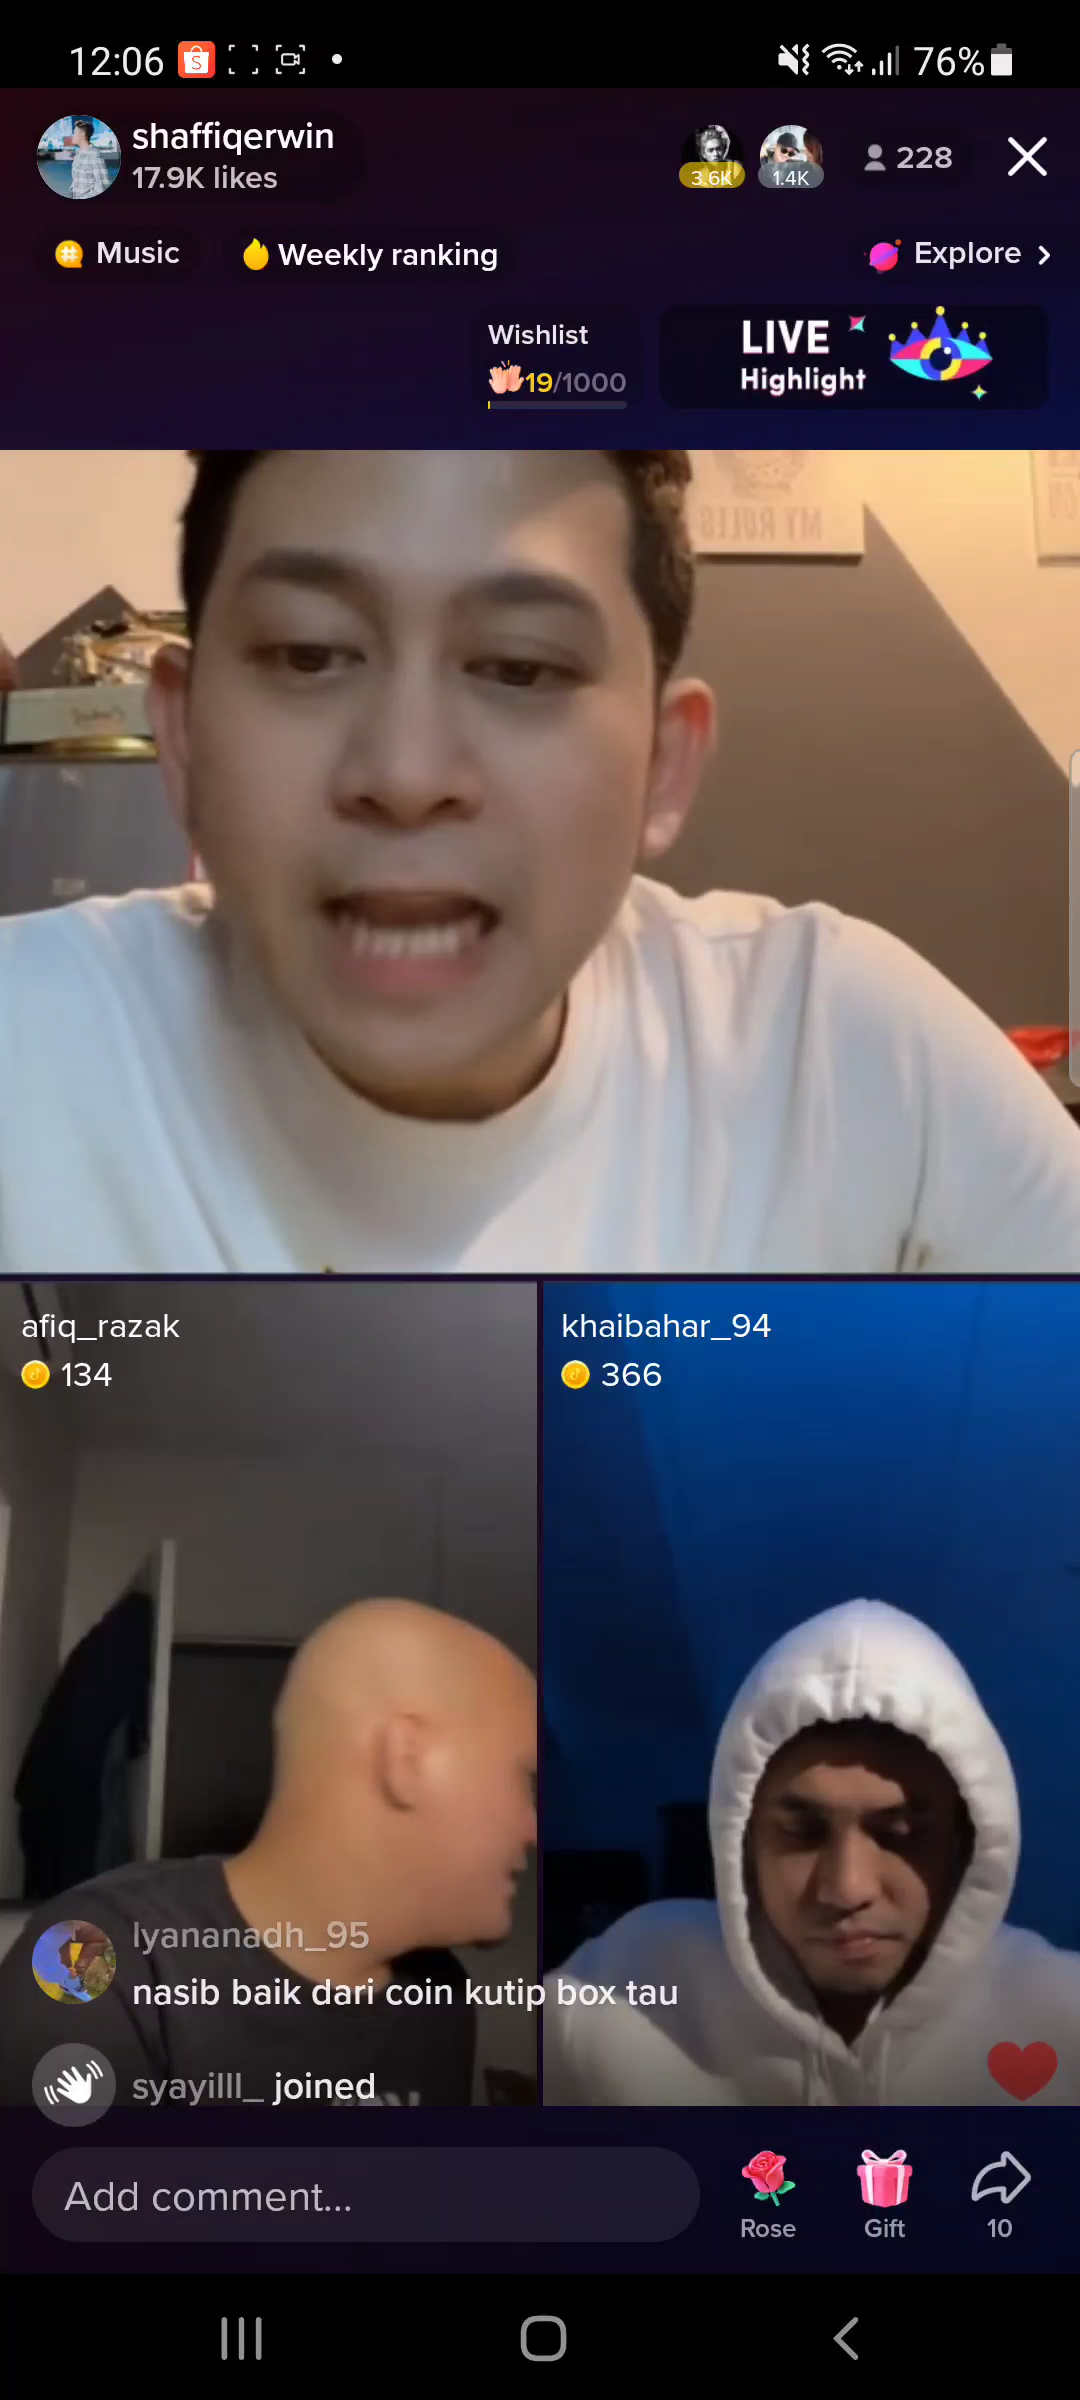 12:06
76%
shaffiqerwin
17.9K likes
3.6K
1.4K
228
Music
Weekly ranking
Explore
Wishlist
19/1000
LIVE
Highlight
MY RULLS
afiq_razak
134
khaibahar_94
366
lyananadh_95
nasib baik dari coin kutip box tau
syayilll_ joined
Add comment...
Rose
Gift
10